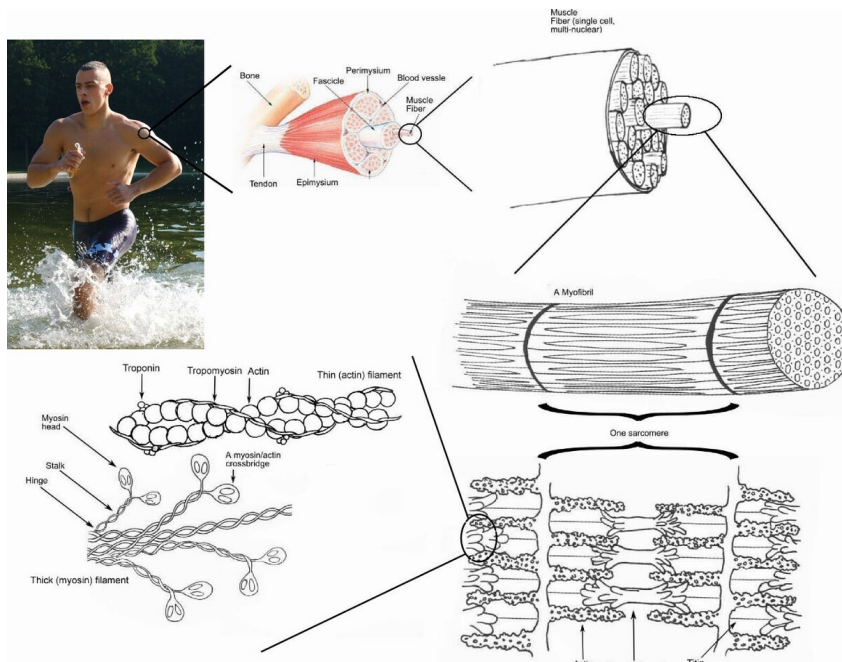 Muscle
Fiber (single cell,
multi-nuclear)
Perimysium
Bone
Fascicle
Blood vessle
Muscle
Fiber
Tendon
Epimysium
A Myofibril
One sarcomere
Troponin
Tropomyosin
Actin
Thin (actin) filament
Myosin
head
Stalk
A myosin/actin
crossbridge
Hinge
Thick (myosin) filament